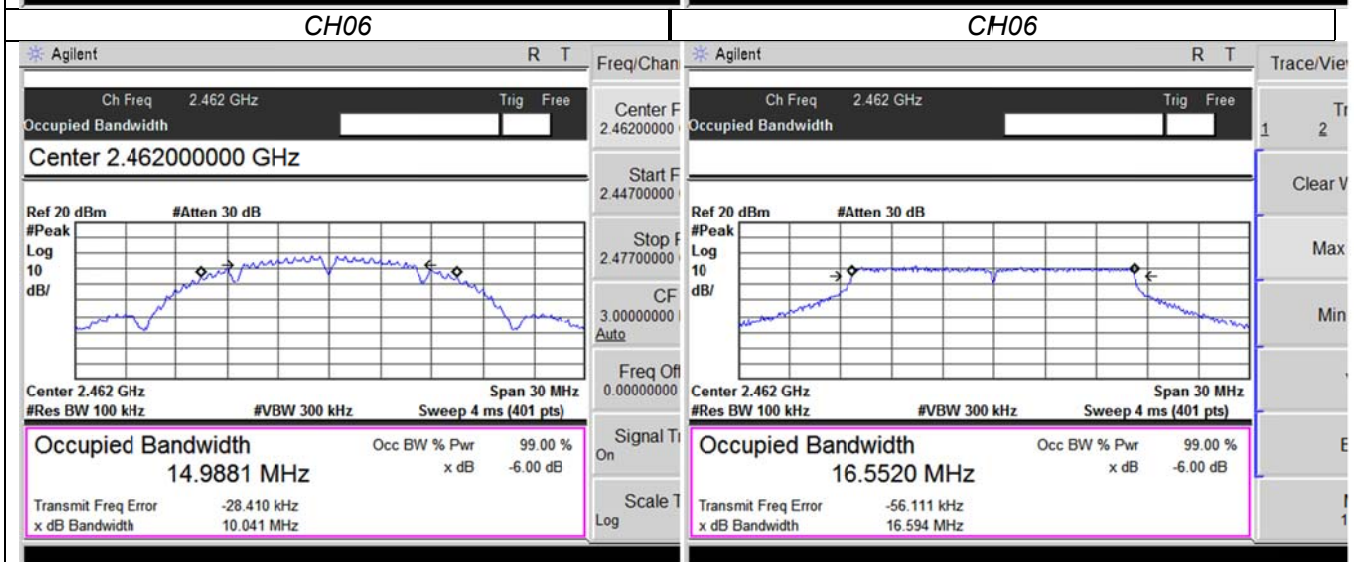 CH06
CH06
Agilent
R T
Freq/Chan
Ch Freq 2.462 GHz
Trig Free
Occupied Bandwidth
Center 2.462000000 GHz
Center F
2.46200000
Start F
2.44700000
Stop F
2.47700000
CF
3.00000000
Auto
Freq Off
0.00000000
Signal Tr
On
Scale T
Log
Ref 20 dBm
#Atten 30 dB
#Peak
Log
10
dB/
Center 2.462 GHz
Span 30 MHz
#Res BW 100 kHz
#VBW 300 kHz
Sweep 4 ms (401 pts)
Occupied Bandwidth
14.9881 MHz
Occ BW % Pwr 99.00 %
x dB -6.00 dB
Transmit Freq Error -28.410 kHz
x dB Bandwidth 10.041 MHz
Agilent
R T
Trace/Vie
Ch Freq 2.462 GHz
Trig Free
Occupied Bandwidth
Tr
1 2
Clear W
Max
Min
Ref 20 dBm
#Atten 30 dB
#Peak
Log
10
dB/
Center 2.462 GHz
Span 30 MHz
#Res BW 100 kHz
#VBW 300 kHz
Sweep 4 ms (401 pts)
Occupied Bandwidth
16.5520 MHz
Occ BW % Pwr 99.00 %
x dB -6.00 dB
Transmit Freq Error -56.111 kHz
x dB Bandwidth 16.594 MHz